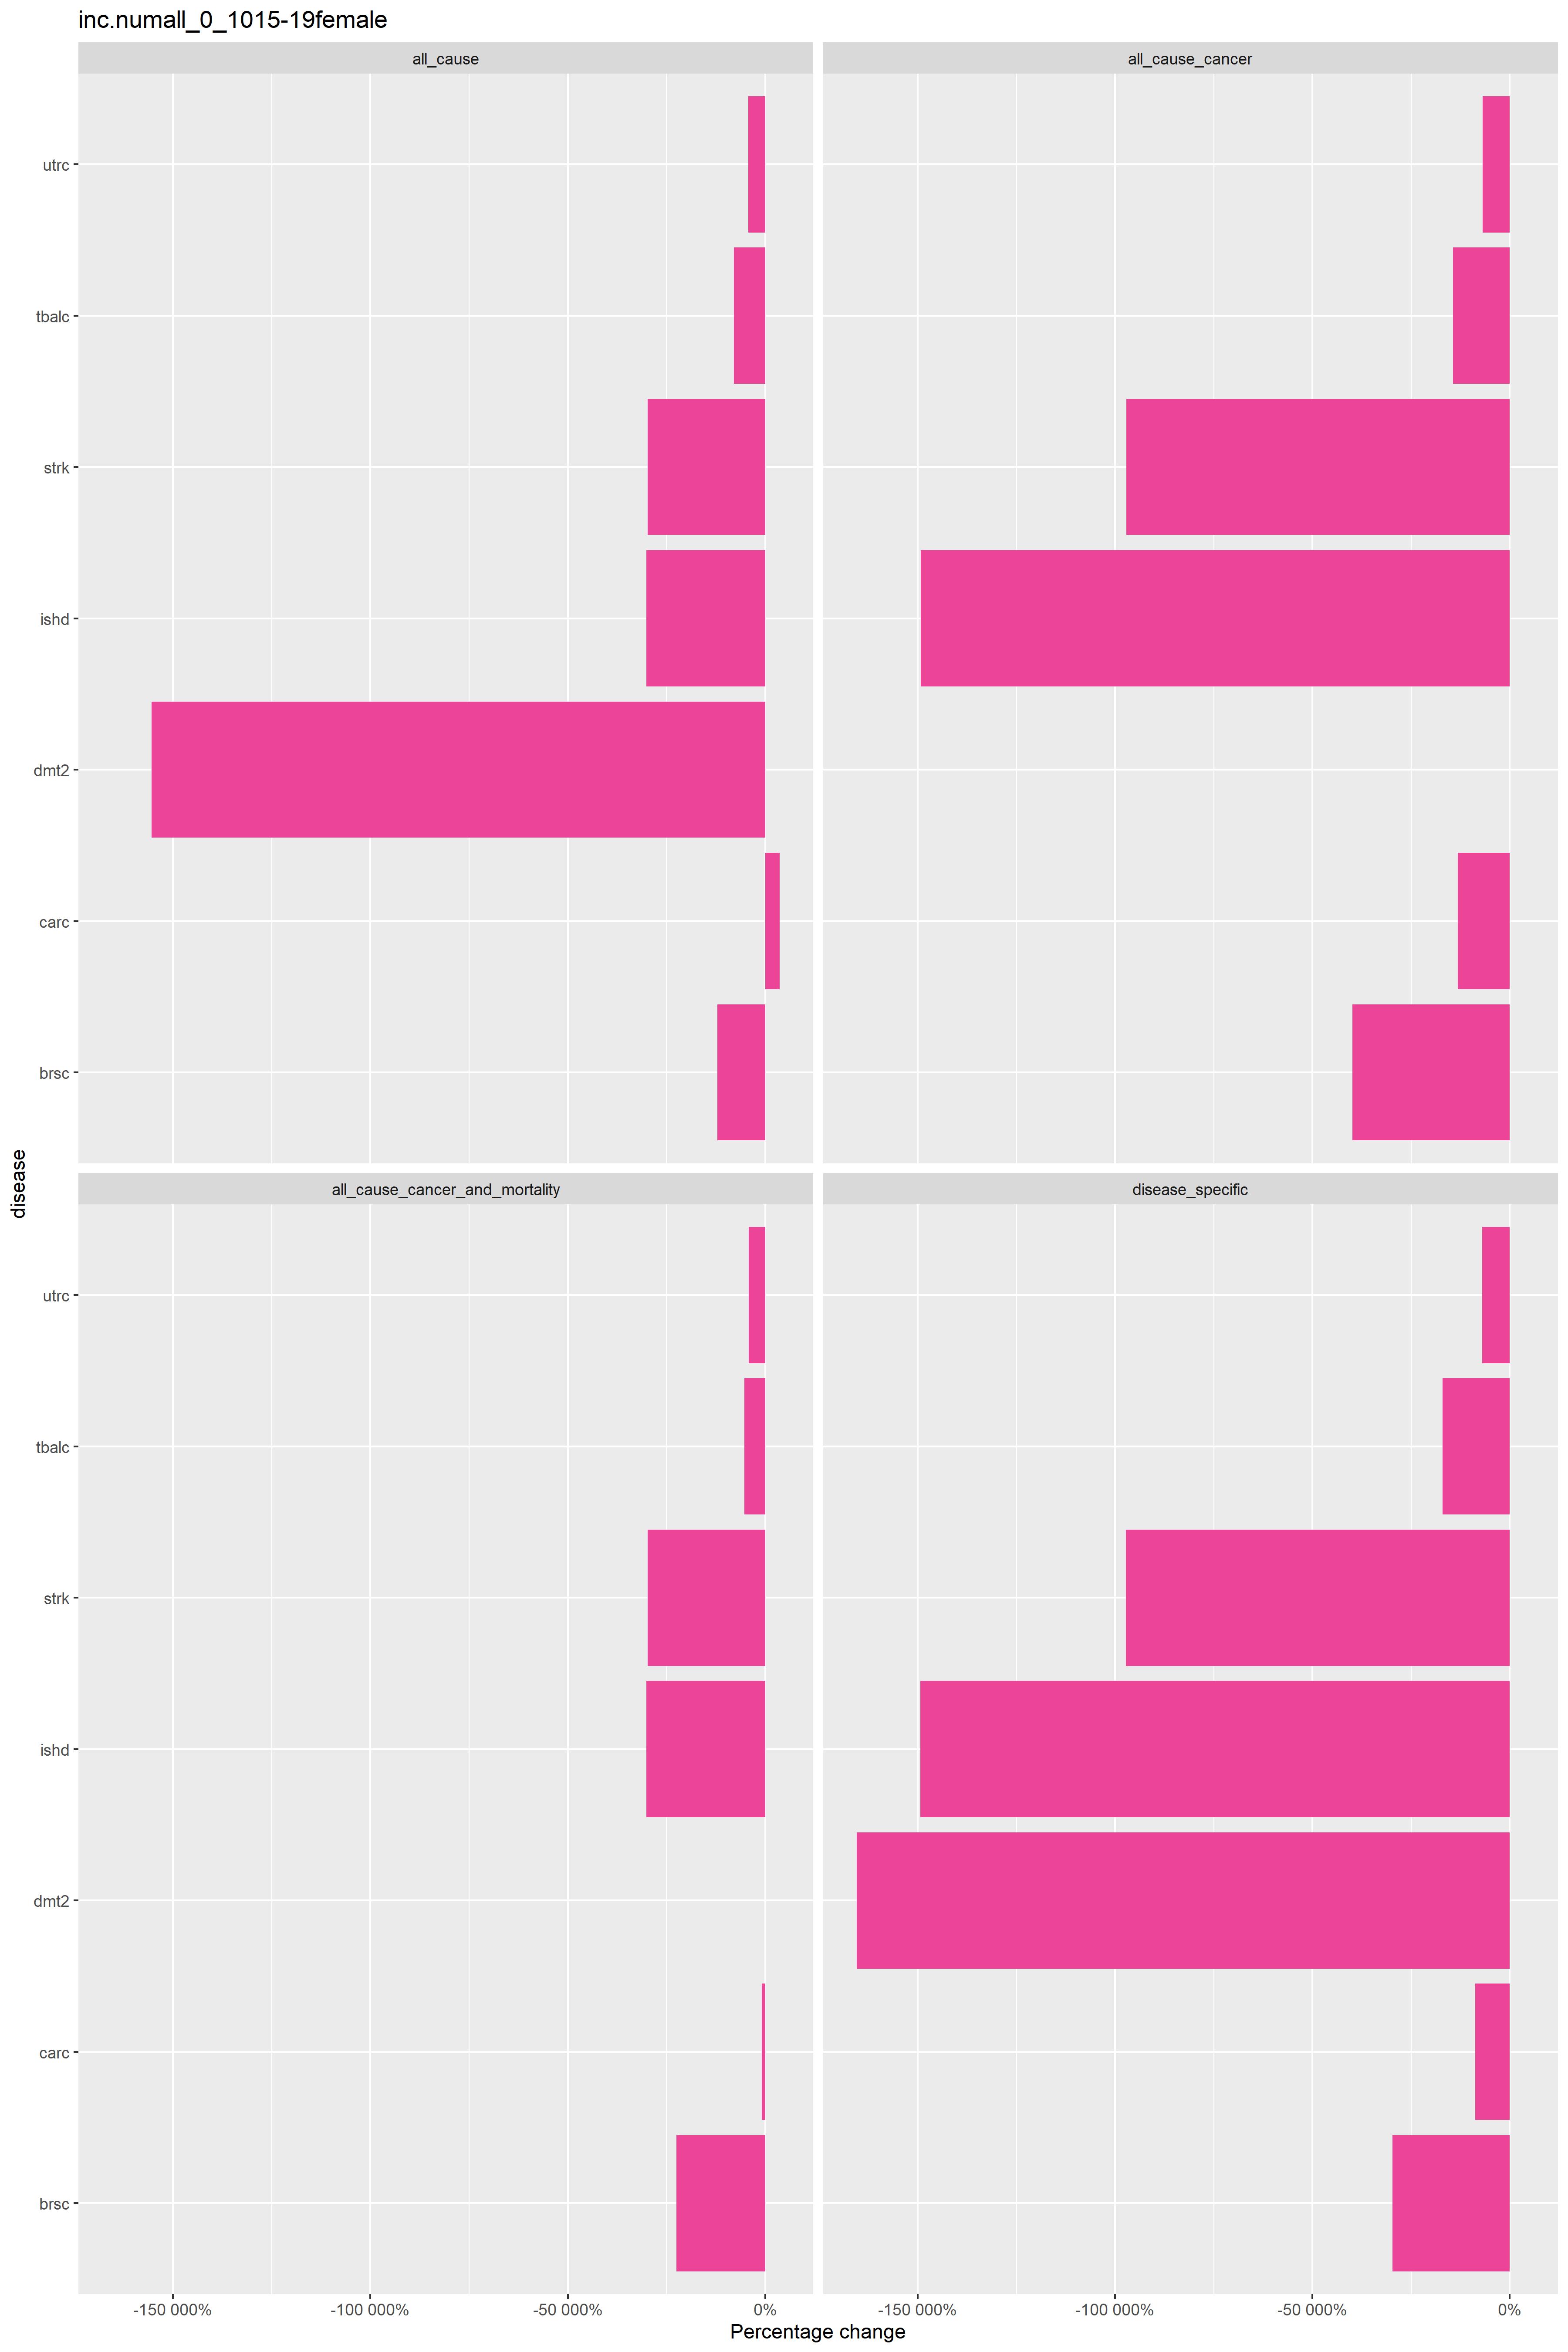 inc.numall_0_1015-19female
all_cause
all_cause_cancer
utrc
tbalc
strk
ishd
dmt2
carc
brsc
disease
all_cause_cancer_and_mortality
disease_specific
utrc
tbalc
strk
ishd
dmt2
carc
brsc
-150 000%
-100 000%
-50 000%
0%
-150 000%
-100 000%
-50 000%
0%
Percentage change